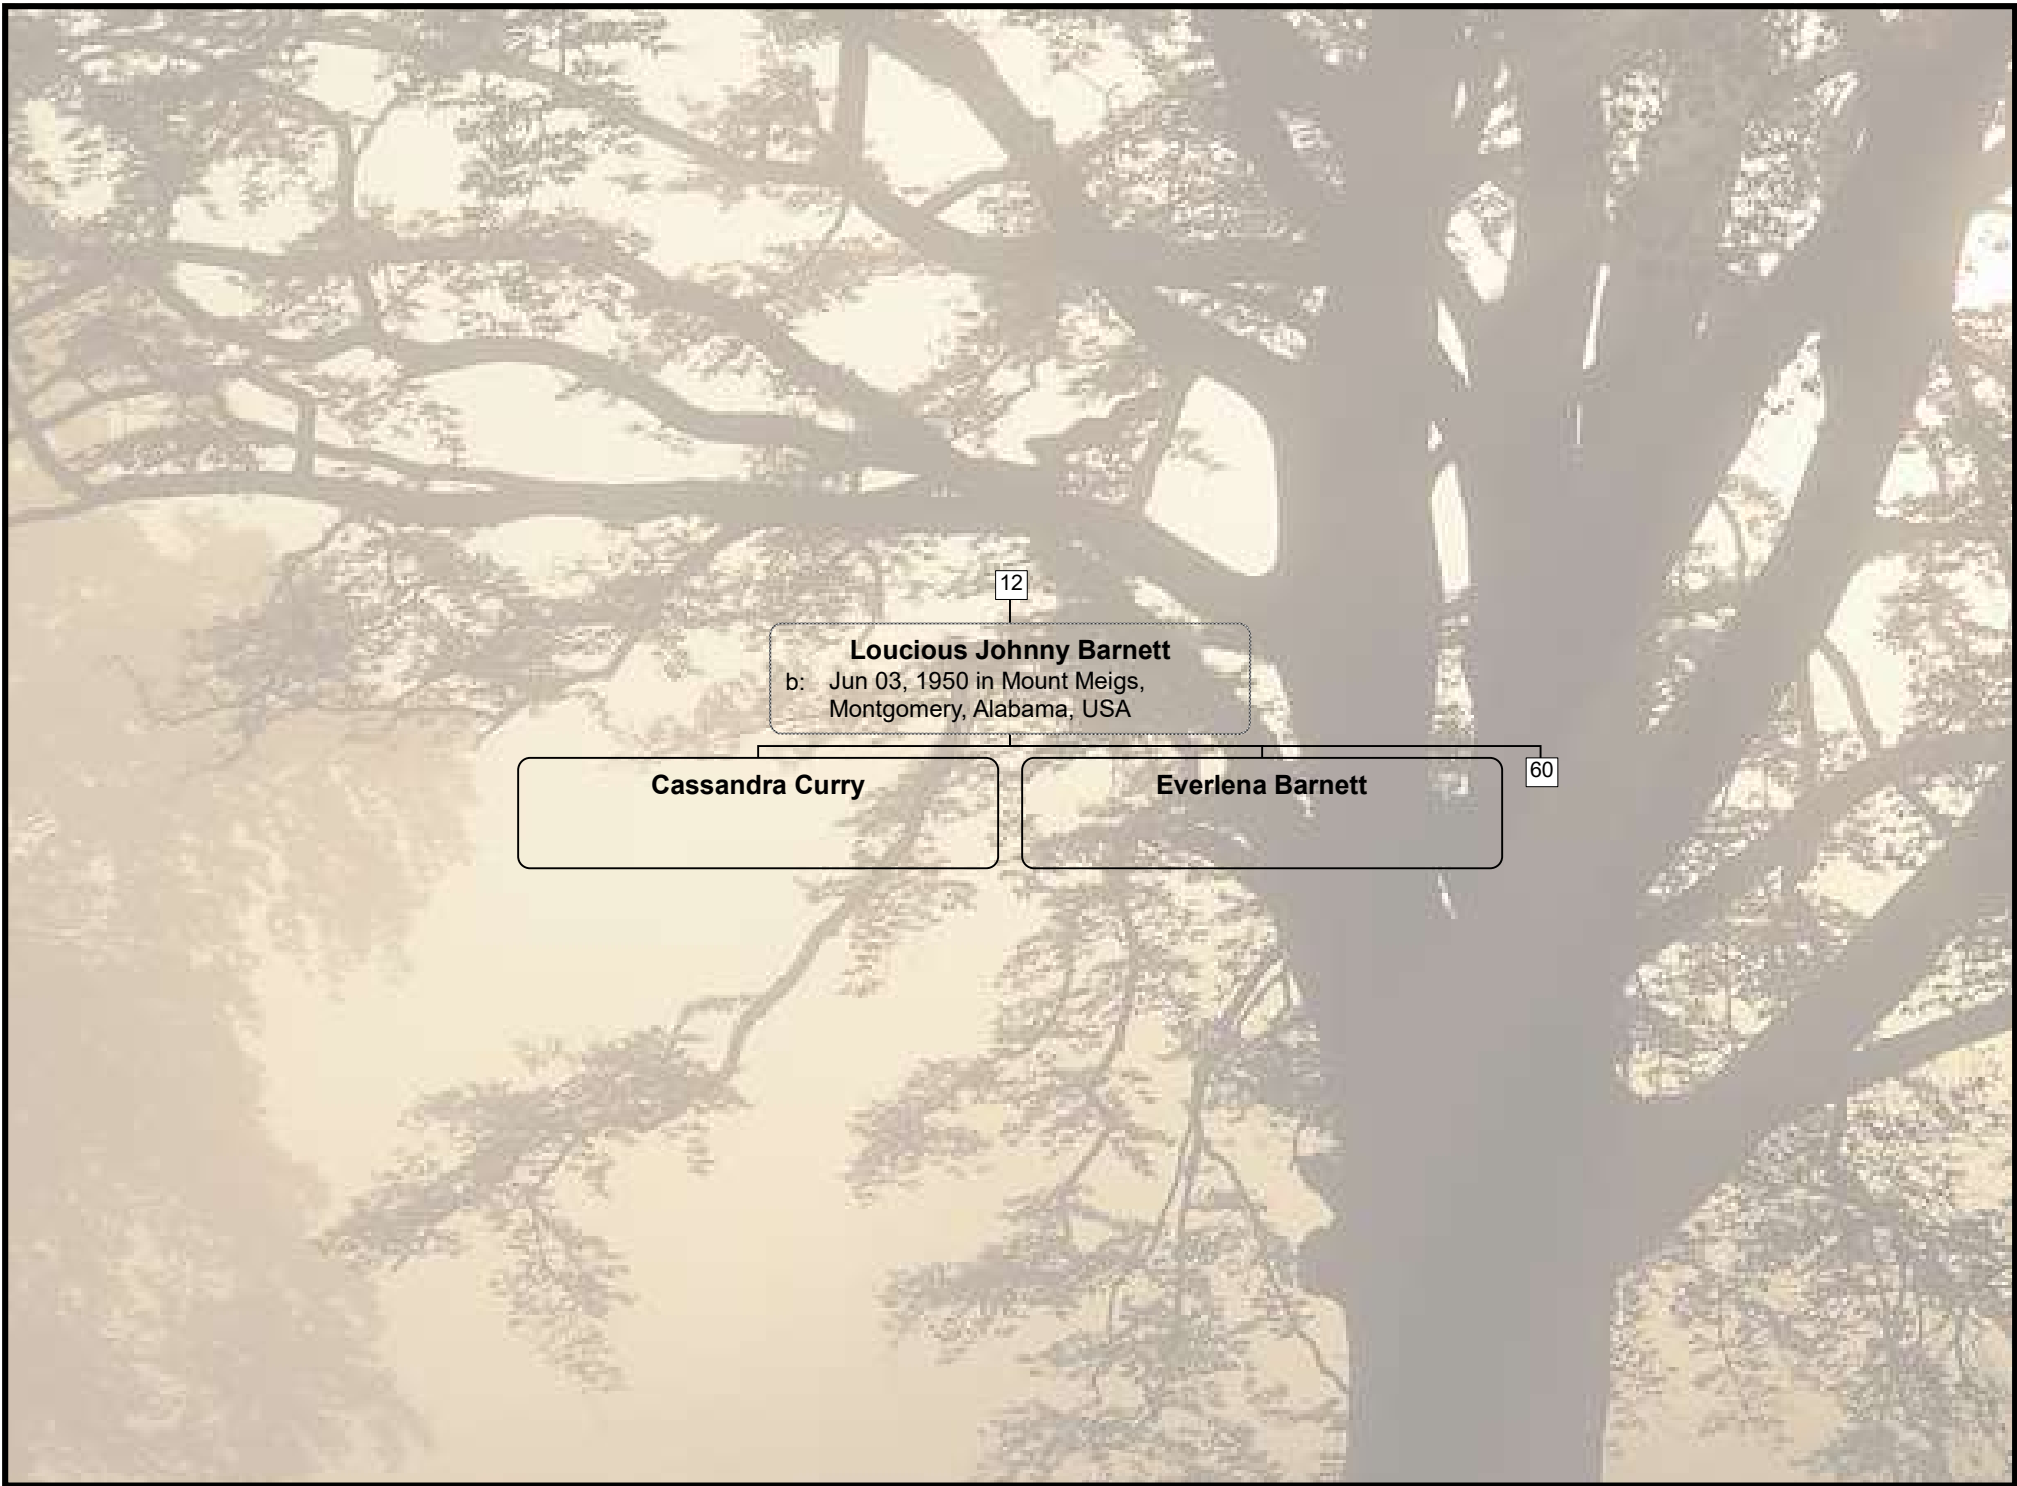 12
Loucious Johnny Barnett
b: Jun 03, 1950 in Mount Meigs,
Montgomery, Alabama, USA
Cassandra Curry
Everlena Barnett
60